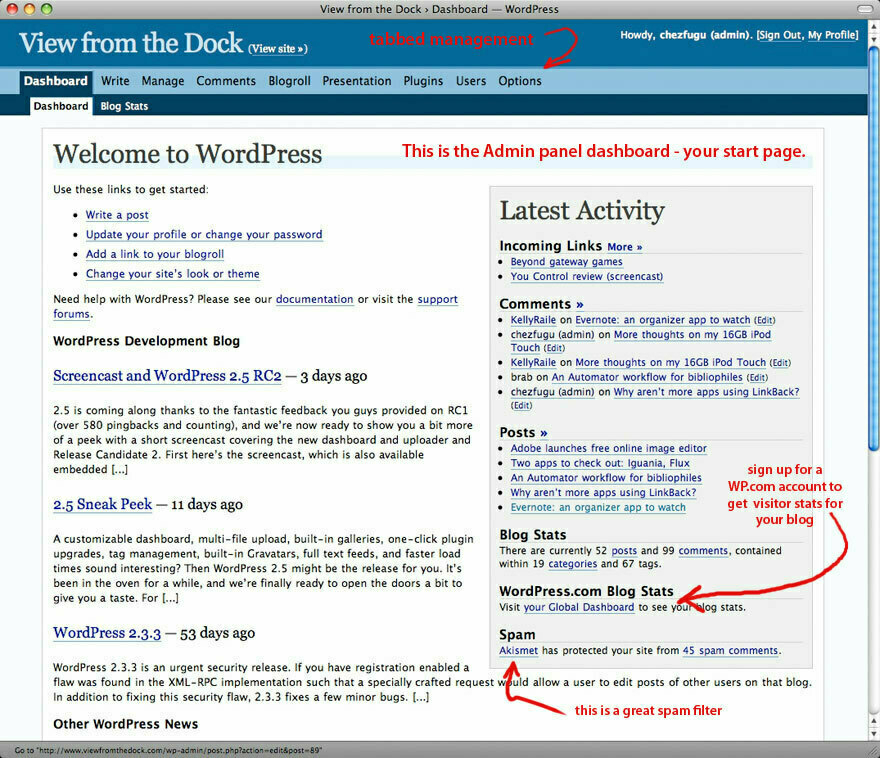 View from the Dock › Dashboard — WordPress
View from the Dock (View site »)
tabbed management
Howdy, chezfugu (admin). [Sign Out, My Profile]
Dashboard Write Manage Comments Blogroll Presentation Plugins Users Options
Dashboard Blog Stats
Welcome to WordPress
This is the Admin panel dashboard - your start page.
Use these links to get started:
• Write a post
• Update your profile or change your password
• Add a link to your blogroll
• Change your site's look or theme
Need help with WordPress? Please see our documentation or visit the support
forums.
WordPress Development Blog
Screencast and WordPress 2.5 RC2 — 3 days ago
2.5 is coming along thanks to the fantastic feedback you guys provided on RC1
(over 580 pingbacks and counting), and we're now ready to show you a bit more
of a peek with a short screencast covering the new dashboard and uploader and
Release Candidate 2. First here's the screencast, which is also available
embedded [...]
2.5 Sneak Peek — 11 days ago
A customizable dashboard, multi-file upload, built-in galleries, one-click plugin
upgrades, tag management, built-in Gravatars, full text feeds, and faster load
times sound interesting? Then WordPress 2.5 might be the release for you. It's
been in the oven for a while, and we're finally ready to open the doors a bit to
give you a taste. For [...]
WordPress 2.3.3 — 53 days ago
WordPress 2.3.3 is an urgent security release. If you have registration enabled a
flaw was found in the XML-RPC implementation such that a specially crafted request would allow a user to edit posts of other users on that blog.
In addition to fixing this security flaw, 2.3.3 fixes a few minor bugs. [...]
Other WordPress News
Latest Activity
Incoming Links More »
• Beyond gateway games
• You Control review (screencast)
Comments »
• KellyRaile on Evernote: an organizer app to watch (Edit)
• chezfugu (admin) on More thoughts on my 16GB iPod
Touch (Edit)
• KellyRaile on More thoughts on my 16GB iPod Touch (Edit)
• brab on An Automator workflow for bibliophiles (Edit)
• chezfugu (admin) on Why aren't more apps using LinkBack?
(Edit)
Posts »
• Adobe launches free online image editor
• Two apps to check out: Iguania, Flux
• An Automator workflow for bibliophiles
• Why aren't more apps using LinkBack?
• Evernote: an organizer app to watch
sign up for a
WP.com account to
get visitor stats for
your blog
Blog Stats
There are currently 52 posts and 99 comments, contained
within 19 categories and 67 tags.
WordPress.com Blog Stats
Visit your Global Dashboard to see your blog stats.
Spam
Akismet has protected your site from 45 spam comments.
this is a great spam filter
Go to "http://www.viewfromthedock.com/wp-admin/post.php?action=edit&post=89"